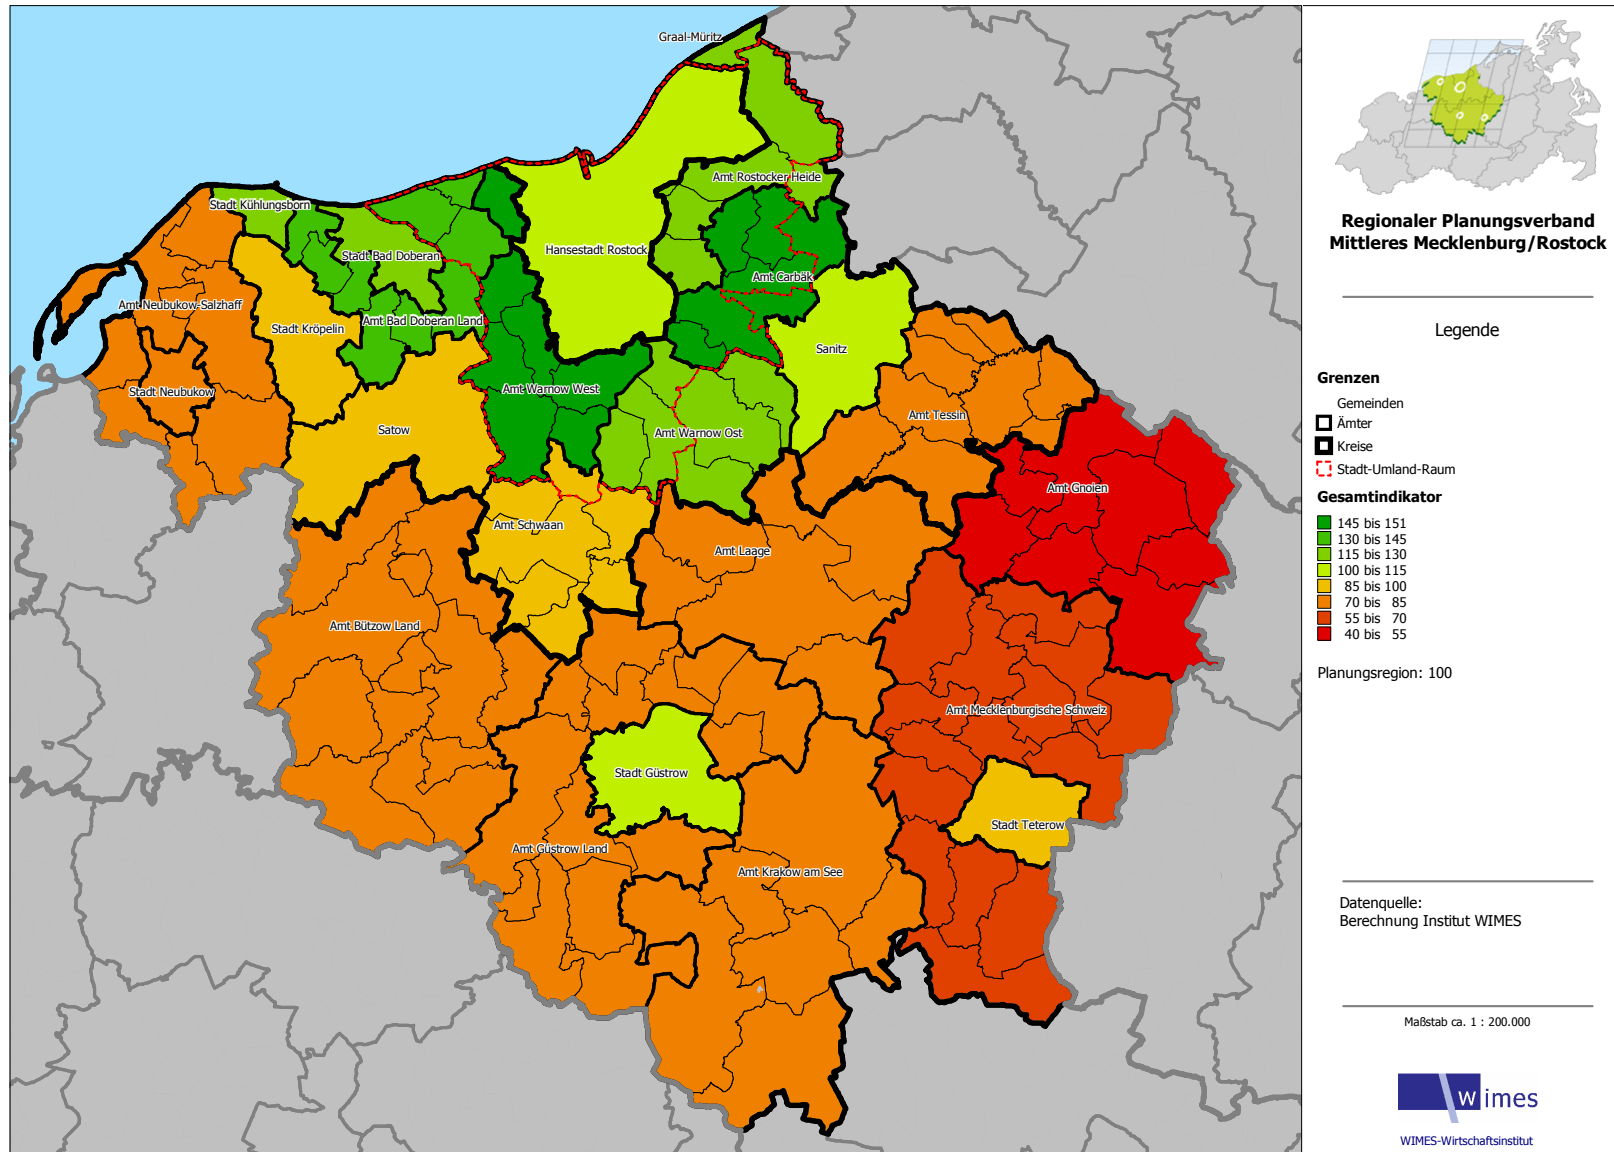 Graal-Müritz
Amt Rostocker Heide
Stadt Kühlungsborn
Hansestadt Rostock
Stadt Bad Doberan
Amt Carbäk
Amt Neubukow-Salzhaff
Amt Bad Doberan Land
Stadt Kröpelin
Sanitz
Stadt Neubukow
Amt Warnow West
Amt Tessin
Satow
Amt Warnow Ost
Amt Gnoien
Amt Schwaan
Amt Laage
Amt Bützow Land
Amt Mecklenburgische Schweiz
Stadt Güstrow
Stadt Teterow
Amt Güstrow Land
Amt Krakow am See
Regionaler Planungsverband
Mittleres Mecklenburg/Rostock
Legende
Grenzen
Gemeinden
Ämter
Kreise
Stadt-Umland-Raum
Gesamtindikator
145 bis 151
130 bis 145
115 bis 130
100 bis 115
85 bis 100
70 bis 85
55 bis 70
40 bis 55
Planungsregion: 100
Datenquelle:
Berechnung Institut WIMES
Maßstab ca. 1 : 200.000
wimes
WIMES-Wirtschaftsinstitut